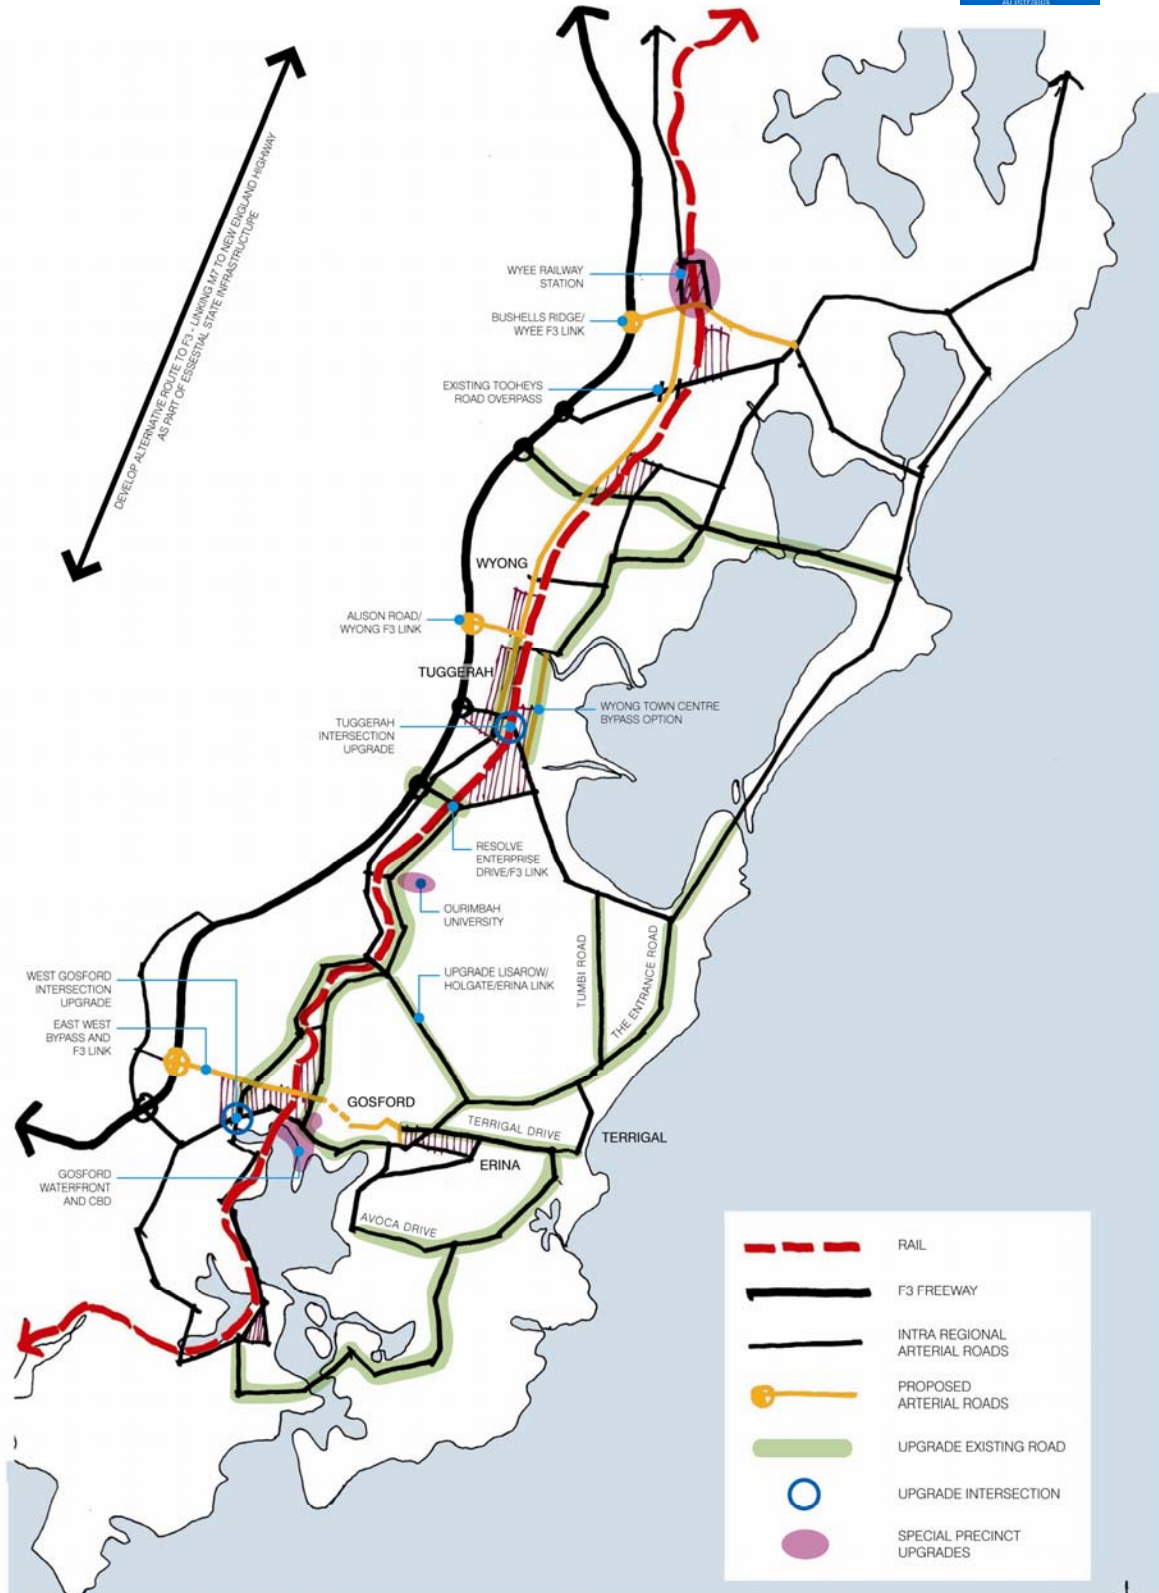 Australia
DEVELOP ALTERNATIVE ROUTE TO F3 - LINKING M7 TO NEW ENGLAND HIGHWAY
AS PART OF ESSESTIAL STATE INFRASTRUCTURE
WYEE RAILWAY
STATION
BUSHELLS RIDGE/
WYEE F3 LINK
EXISTING TOOHEYS
ROAD OVERPASS
WYONG
ALISON ROAD/
WYONG F3 LINK
TUGGERAH
WYONG TOWN CENTRE
BYPASS OPTION
TUGGERAH
INTERSECTION
UPGRADE
RESOLVE
ENTERPRISE
DRIVE/F3 LINK
OURIMBAH
UNIVERSITY
TUMBI ROAD
THE ENTRANCE ROAD
WEST GOSFORD
INTERSECTION
UPGRADE
UPGRADE LISAROW/
HOLGATE/ERINA LINK
EAST WEST
BYPASS AND
F3 LINK
GOSFORD
TERRIGAL DRIVE
TERRIGAL
ERINA
GOSFORD
WATERFRONT
AND CBD
AVOCA DRIVE
RAIL
F3 FREEWAY
INTRA REGIONAL
ARTERIAL ROADS
PROPOSED
ARTERIAL ROADS
UPGRADE EXISTING ROAD
UPGRADE INTERSECTION
SPECIAL PRECINCT
UPGRADES